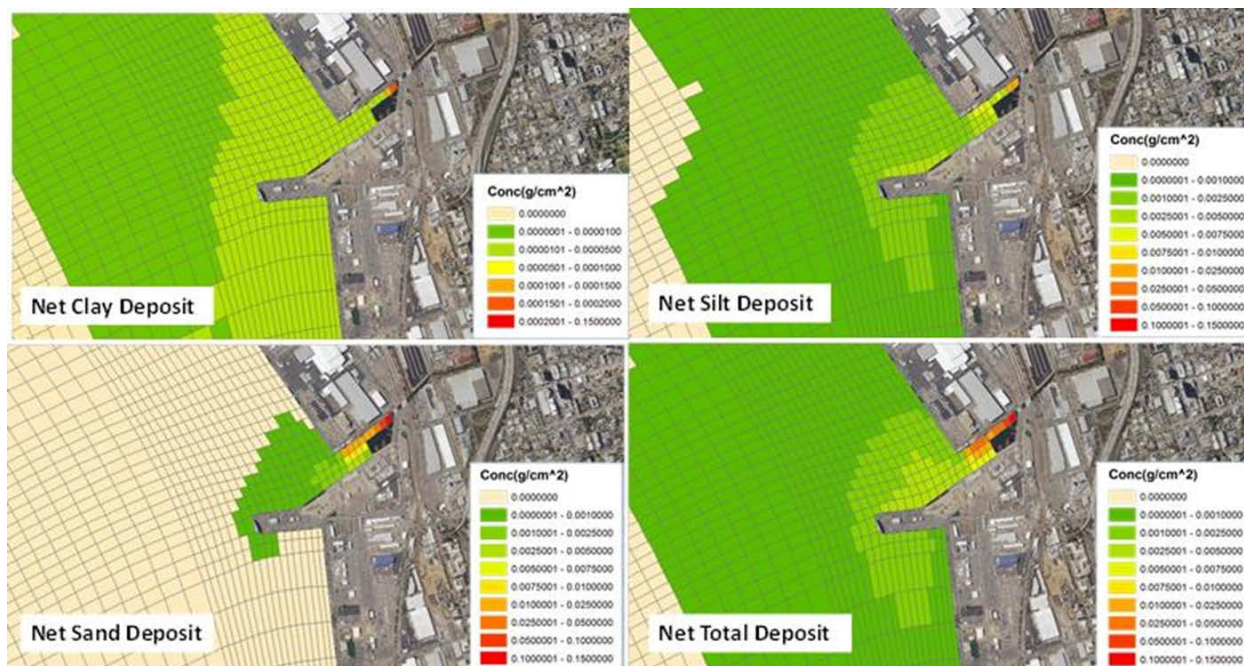 Conc(g/cm^2)
0.0000000
0.0000001 - 0.0000100
0.0000101 - 0.0000500
0.0000501 - 0.0001000
0.0001001 - 0.0001500
0.0001501 - 0.0002000
0.0002001 - 0.1500000
Net Clay Deposit
Conc(g/cm^2)
0.0000000
0.0000001 - 0.0010000
0.0010001 - 0.0025000
0.0025001 - 0.0050000
0.0050001 - 0.0075000
0.0075001 - 0.0100000
0.0100001 - 0.0250000
0.0250001 - 0.0500000
0.0500001 - 0.1000000
0.1000001 - 0.1500000
Net Silt Deposit
Conc(g/cm^2)
0.0000000
0.0000001 - 0.0010000
0.0010001 - 0.0025000
0.0025001 - 0.0050000
0.0050001 - 0.0075000
0.0075001 - 0.0100000
0.0100001 - 0.0250000
0.0250001 - 0.0500000
0.0500001 - 0.1000000
0.1000001 - 0.1500000
Net Sand Deposit
Conc(g/cm^2)
0.0000000
0.0000001 - 0.0010000
0.0010001 - 0.0025000
0.0025001 - 0.0050000
0.0050001 - 0.0075000
0.0075001 - 0.0100000
0.0100001 - 0.0250000
0.0250001 - 0.0500000
0.0500001 - 0.1000000
0.1000001 - 0.1500000
Net Total Deposit